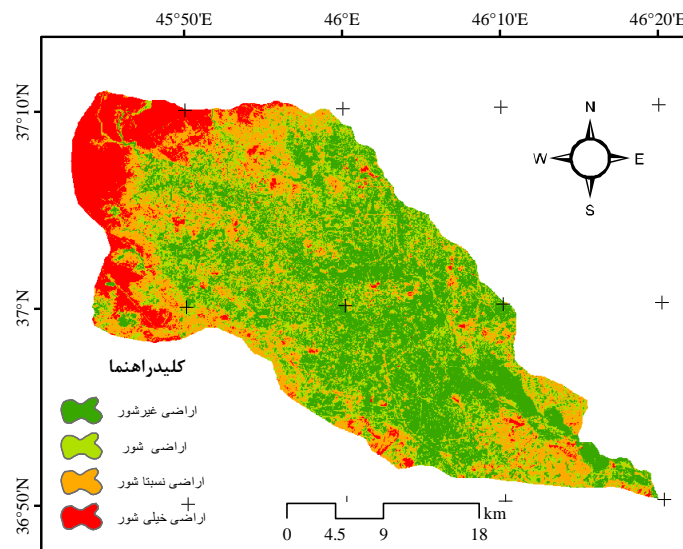 45°50'E 46°0'E 46°10'E 46°20'E
37°10'N
N
W E
S
37°N
کلیدراهنما
اراضی غیرشور
اراضی شور
اراضی نسبتا شور
اراضی خیلی شور
36°50'N
km
0 4.5 9 18